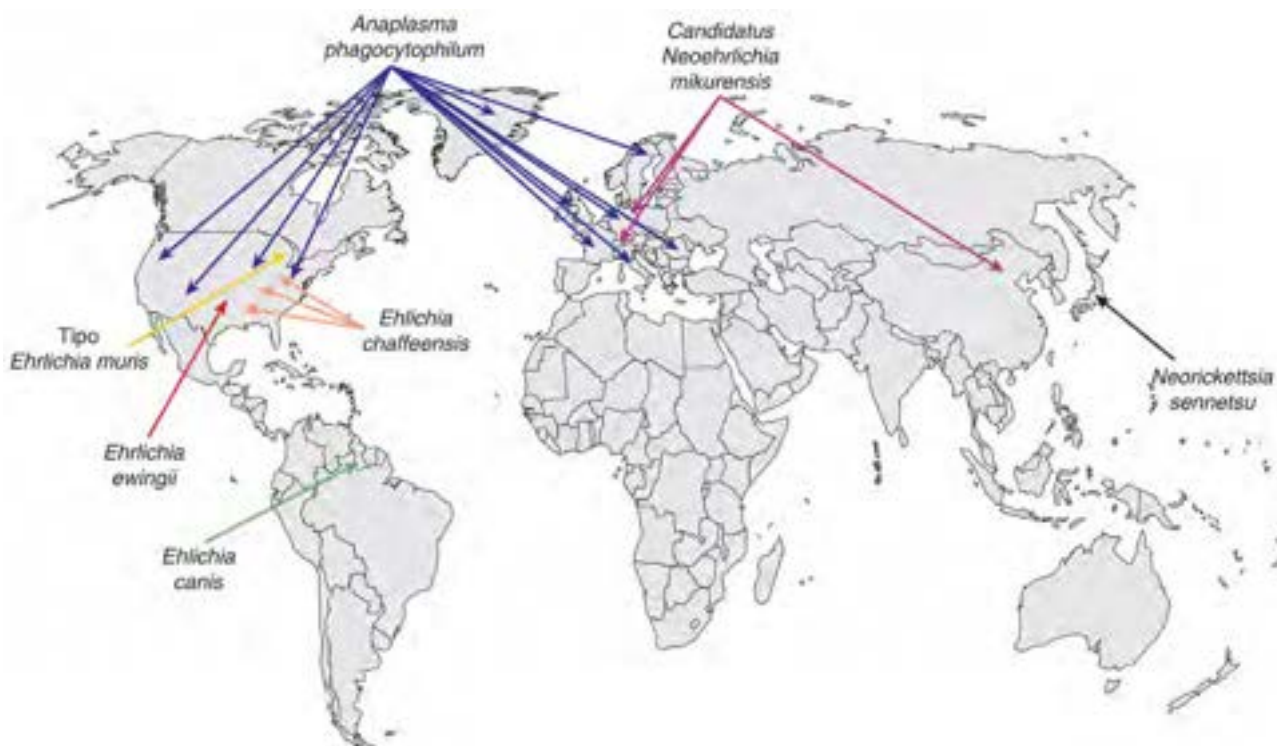 Anaplasma
phagocytophilum
Candidatus
Neoehrlichia
mikurensis
Tipo
Ehrlichia muris
Ehlichia
chaffeensis
Neorickettsia
sennetsu
Ehrlichia
ewingii
Ehlichia
canis